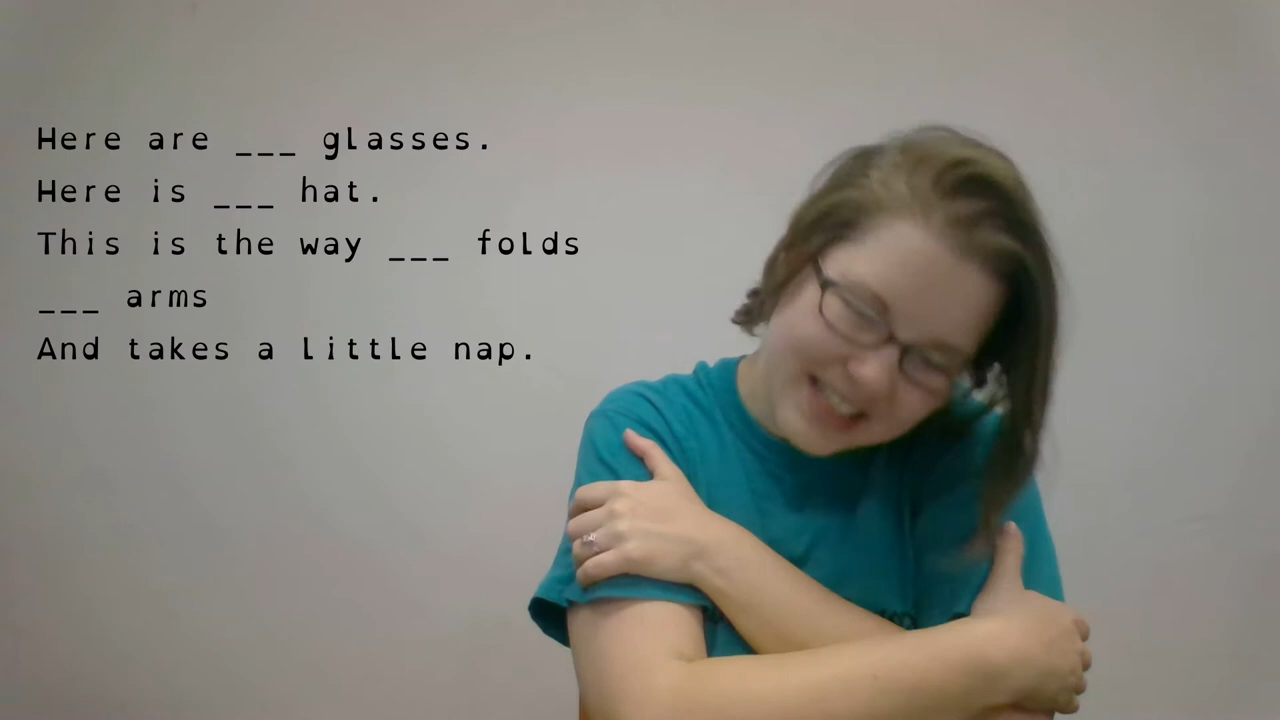 Here are ___ glasses.
Here is ___ hat.
This is the way ___ folds
___ arms
And takes a little nap.